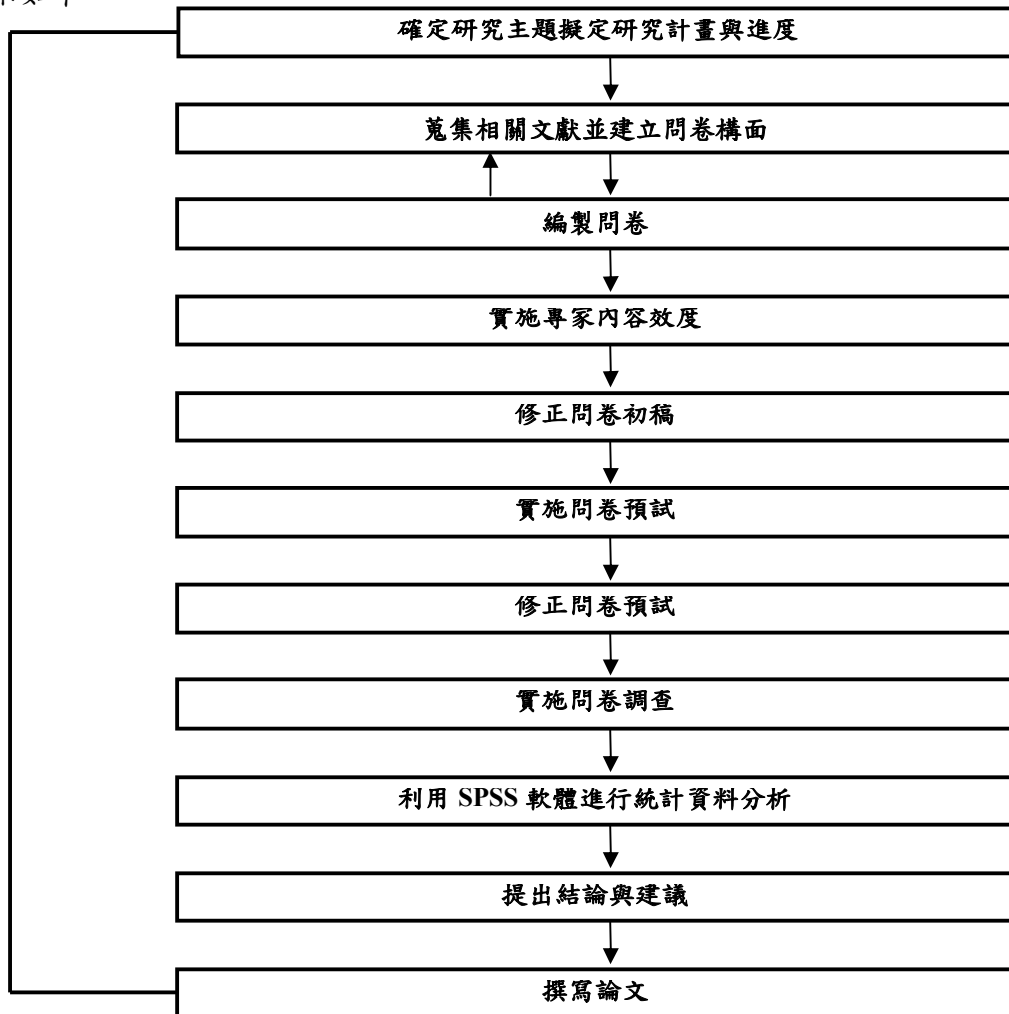 確定研究主題擬定研究計畫與進度
蒐集相關文獻並建立問卷構面
編製問卷
實施專家內容效度
修正問卷初稿
實施問卷預試
修正問卷預試
實施問卷調查
利用 SPSS 軟體進行統計資料分析
提出結論與建議
撰寫論文